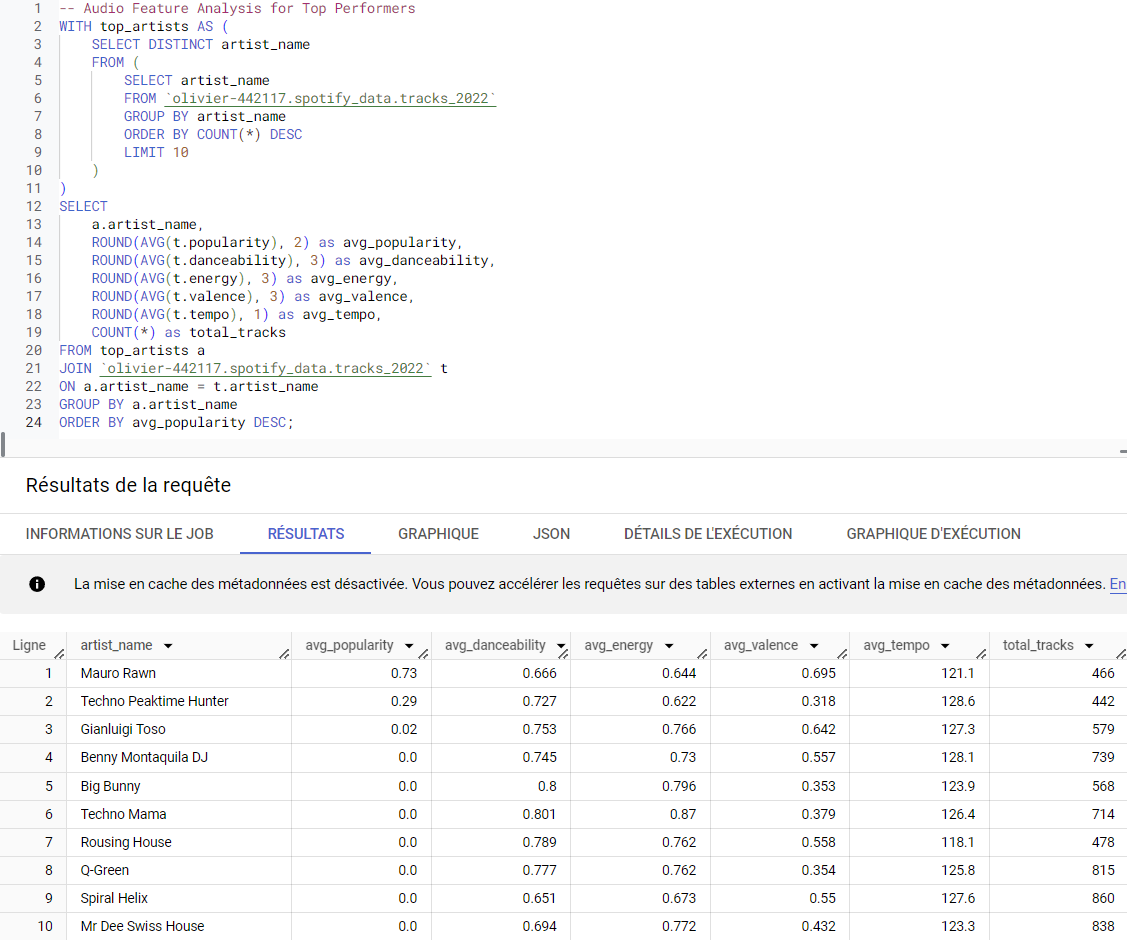 1 -- Audio Feature Analysis for Top Performers
2 WITH top_artists AS (
3 SELECT DISTINCT artist_name
4 FROM (
5 SELECT artist_name
6 FROM `olivier-442117.spotify_data.tracks_2022`
7 GROUP BY artist_name
8 ORDER BY COUNT(*) DESC
9 LIMIT 10
10 )
11 )
12 SELECT
13 a.artist_name,
14 ROUND(AVG(t.popularity), 2) as avg_popularity,
15 ROUND(AVG(t.danceability), 3) as avg_danceability,
16 ROUND(AVG(t.energy), 3) as avg_energy,
17 ROUND(AVG(t.valence), 3) as avg_valence,
18 ROUND(AVG(t.tempo), 1) as avg_tempo,
19 COUNT(*) as total_tracks
20 FROM top_artists a
21 JOIN `olivier-442117.spotify_data.tracks_2022` t
22 ON a.artist_name = t.artist_name
23 GROUP BY a.artist_name
24 ORDER BY avg_popularity DESC;
Résultats de la requête
INFORMATIONS SUR LE JOB RÉSULTATS GRAPHIQUE JSON DÉTAILS DE L'EXÉCUTION GRAPHIQUE D'EXÉCUTION
La mise en cache des métadonnées est désactivée. Vous pouvez accélérer les requêtes sur des tables externes en activant la mise en cache des métadonnées. En
Ligne artist_name avg_popularity avg_danceability avg_energy avg_valence avg_tempo total_tracks
1 Mauro Rawn 0.73 0.666 0.644 0.695 121.1 466
2 Techno Peaktime Hunter 0.29 0.727 0.622 0.318 128.6 442
3 Gianluigi Toso 0.02 0.753 0.766 0.642 127.3 579
4 Benny Montaquila DJ 0.0 0.745 0.73 0.557 128.1 739
5 Big Bunny 0.0 0.8 0.796 0.353 123.9 568
6 Techno Mama 0.0 0.801 0.87 0.379 126.4 714
7 Rousing House 0.0 0.789 0.762 0.558 118.1 478
8 Q-Green 0.0 0.777 0.762 0.354 125.8 815
9 Spiral Helix 0.0 0.651 0.673 0.55 127.6 860
10 Mr Dee Swiss House 0.0 0.694 0.772 0.432 123.3 838